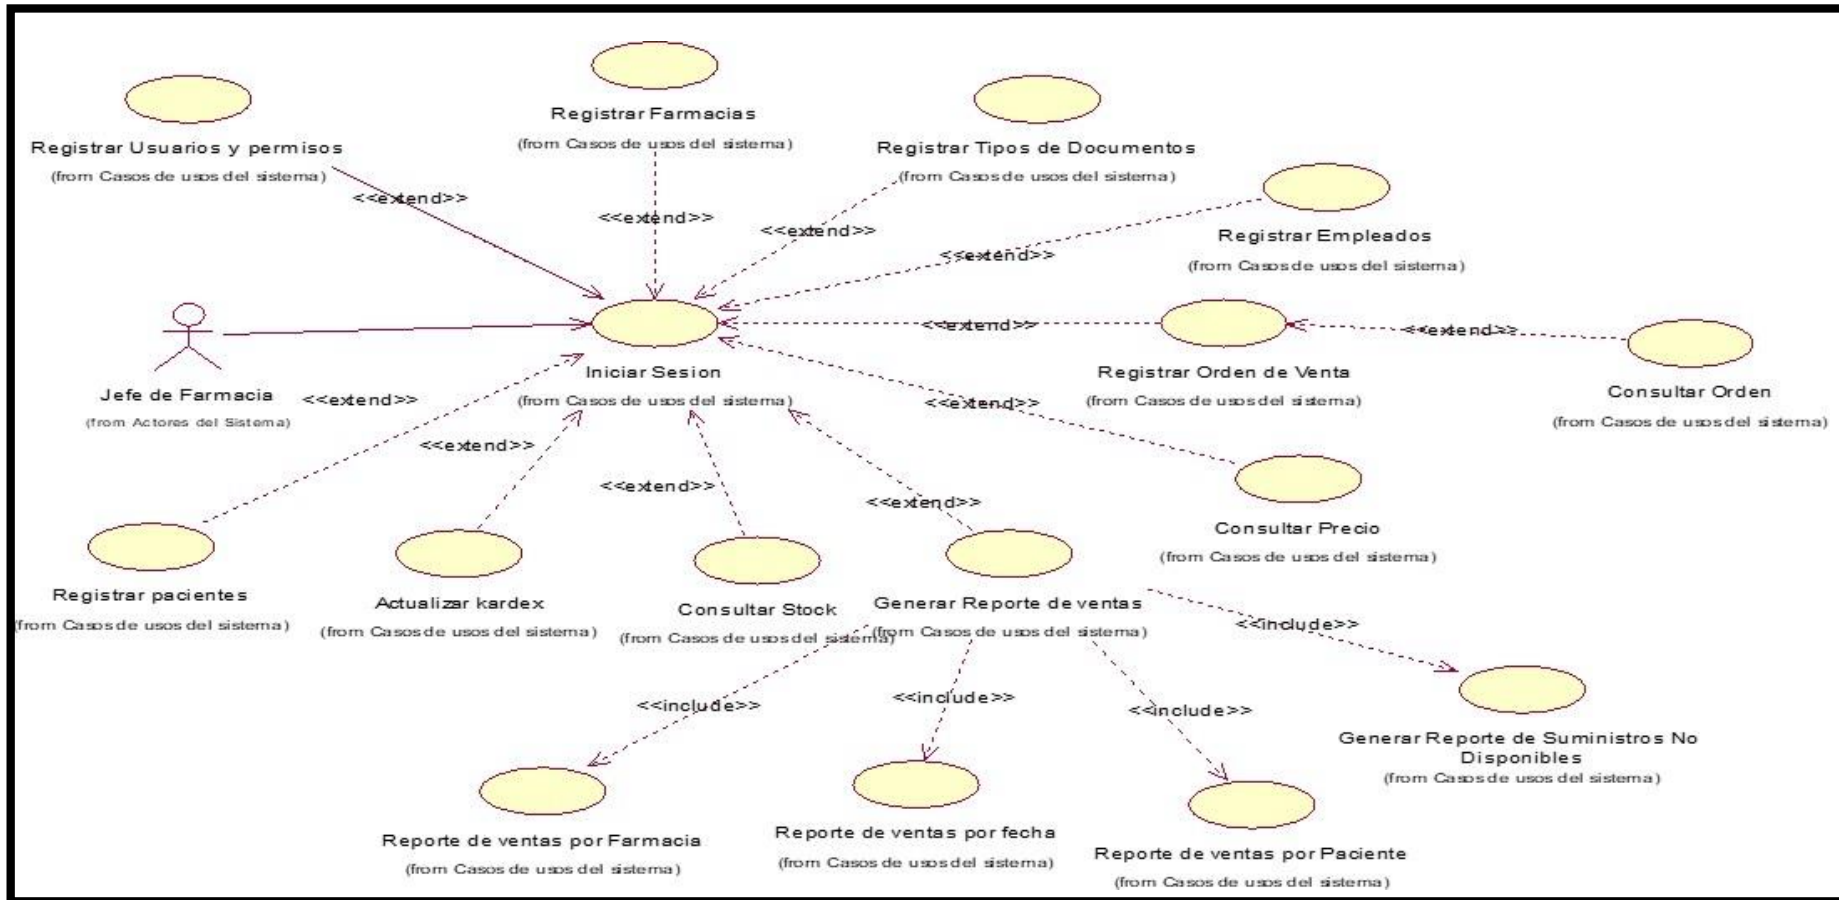 Registrar Farmacias
(from Casos de usos del sistema)
Registrar Usuarios y permisos
(from Casos de usos del sistema)
Registrar Tipos de Documentos
(from Casos de usos del sistema)
<<extend>>
<<extend>>
<<extend>>
<<extend>>
Registrar Empleados
(from Casos de usos del sistema)
<<extend>>
<<extend>>
Iniciar Sesion
(from Casos de usos del sistema)
Registrar Orden de Venta
(from Casos de usos del sistema)
Consultar Orden
(from Casos de usos del sistema)
Jefe de Farmacia
(from Actores del Sistema)
<<extend>>
<<extend>>
<<extend>>
<<extend>>
<<extend>>
Consultar Precio
(from Casos de usos del sistema)
Registrar pacientes
(from Casos de usos del sistema)
Actualizar kardex
(from Casos de usos del sistema)
Consultar Stock
(from Casos de usos del sistema)
Generar Reporte de ventas
(from Casos de usos del sistema)
<<include>>
<<include>>
<<include>>
<<include>>
Generar Reporte de Suministros No
Disponibles
(from Casos de usos del sistema)
Reporte de ventas por Farmacia
(from Casos de usos del sistema)
Reporte de ventas por fecha
(from Casos de usos del sistema)
Reporte de ventas por Paciente
(from Casos de usos del sistema)